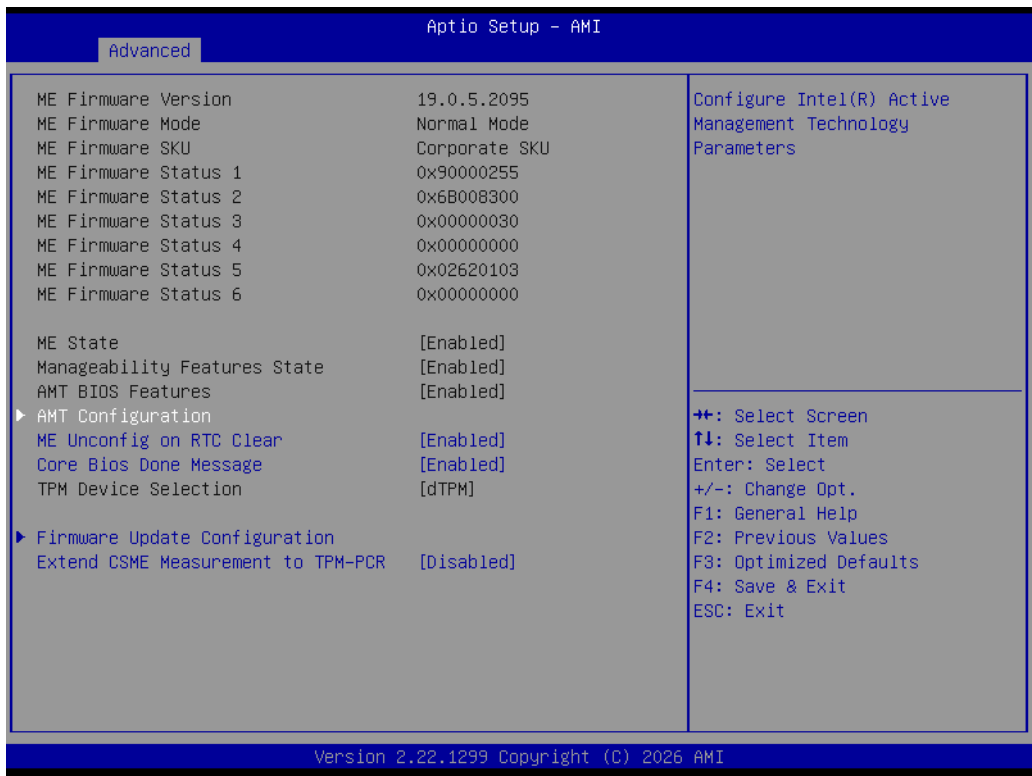 Aptio Setup – AMI
Advanced
ME Firmware Version 19.0.5.2095
ME Firmware Mode Normal Mode
ME Firmware SKU Corporate SKU
ME Firmware Status 1 0x90000255
ME Firmware Status 2 0x6B008300
ME Firmware Status 3 0x00000030
ME Firmware Status 4 0x00000000
ME Firmware Status 5 0x02620103
ME Firmware Status 6 0x00000000
ME State [Enabled]
Manageability Features State [Enabled]
AMT BIOS Features [Enabled]
AMT Configuration
ME Unconfig on RTC Clear [Enabled]
Core Bios Done Message [Enabled]
TPM Device Selection [dTPM]
Firmware Update Configuration
Extend CSME Measurement to TPM-PCR [Disabled]
Configure Intel(R) Active
Management Technology
Parameters
→←: Select Screen
↑↓: Select Item
Enter: Select
+/-: Change Opt.
F1: General Help
F2: Previous Values
F3: Optimized Defaults
F4: Save & Exit
ESC: Exit
Version 2.22.1299 Copyright (C) 2026 AMI